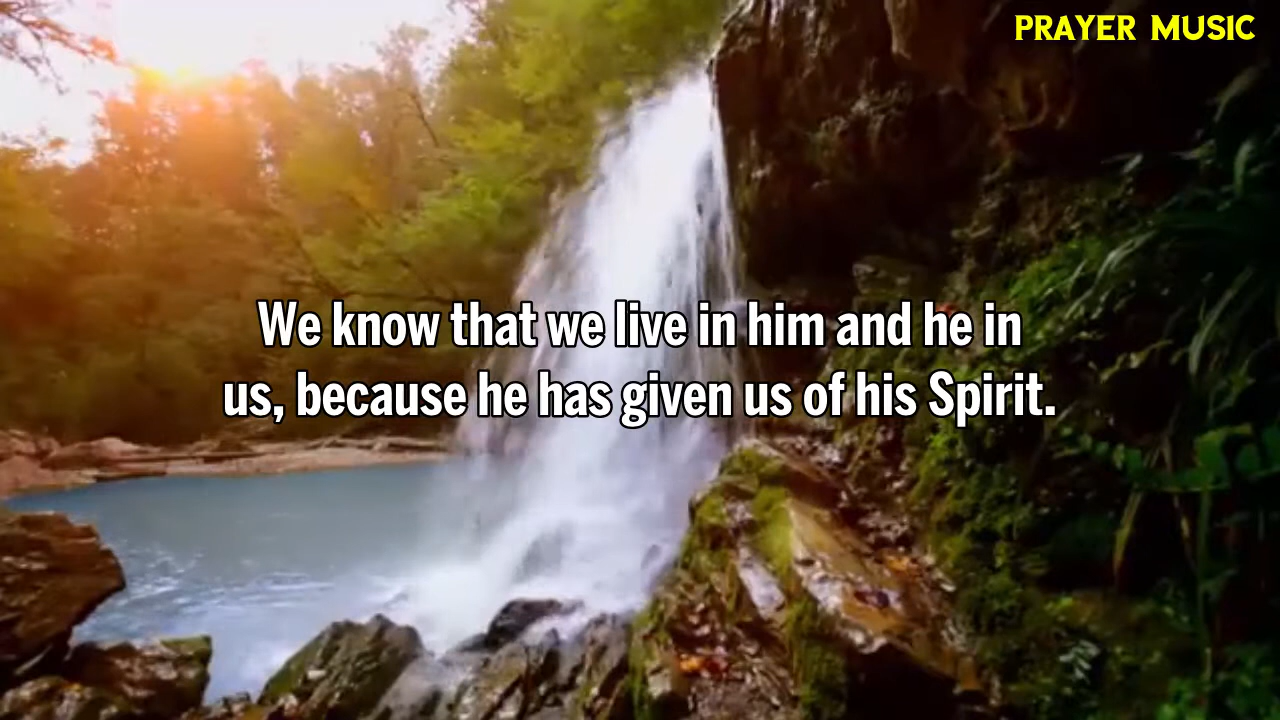 PRAYER MUSIC
We know that we live in him and he in
us, because he has given us of his Spirit.